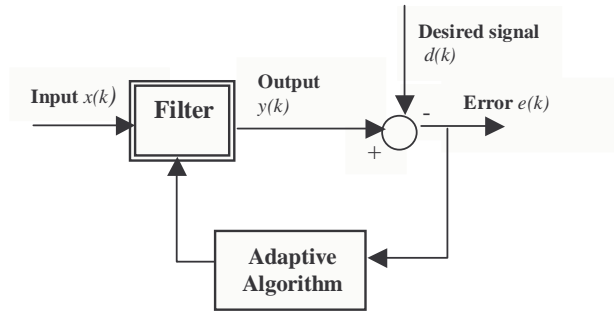 Desired signal
d(k)
Input x(k)
Filter
Output
y(k)
-
Error e(k)
+
Adaptive
Algorithm